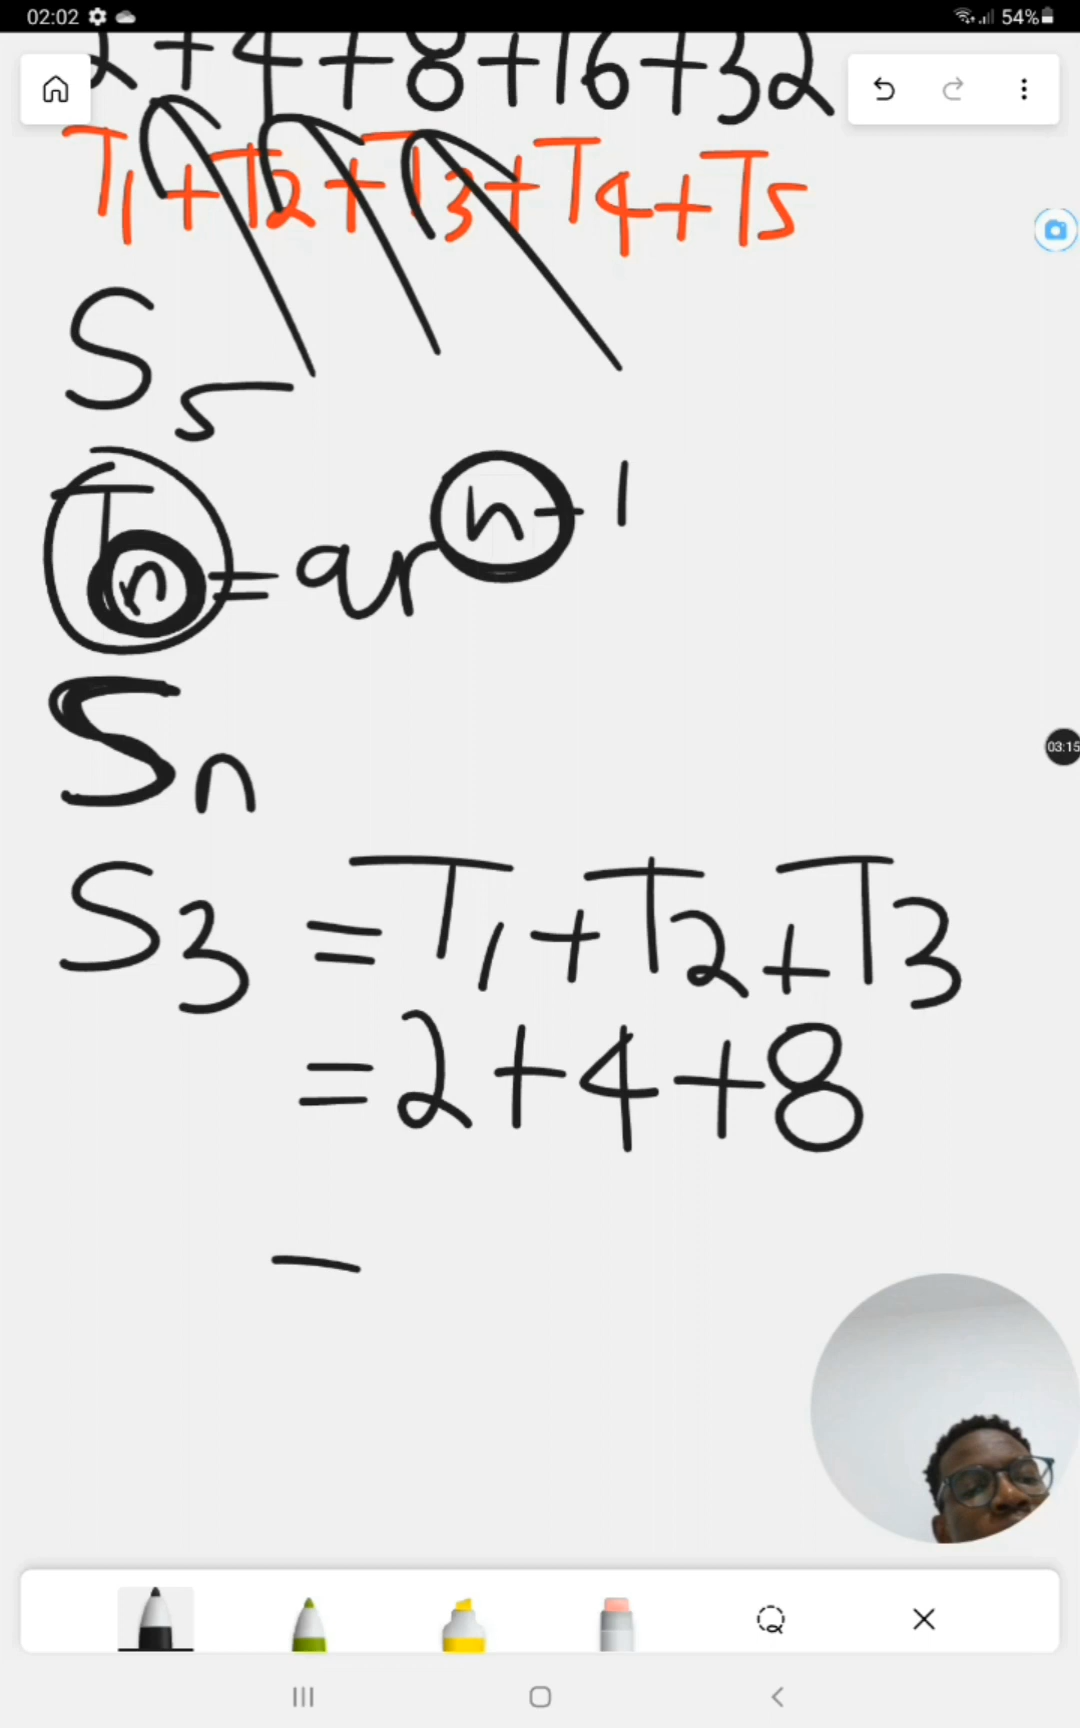 02:02 54%
2+4+8+16+32
T1+T2+T3+T4+T5
S5
Tn=ar^n-1
Sn
03:15
S3 =T1+T2+T3
=2+4+8